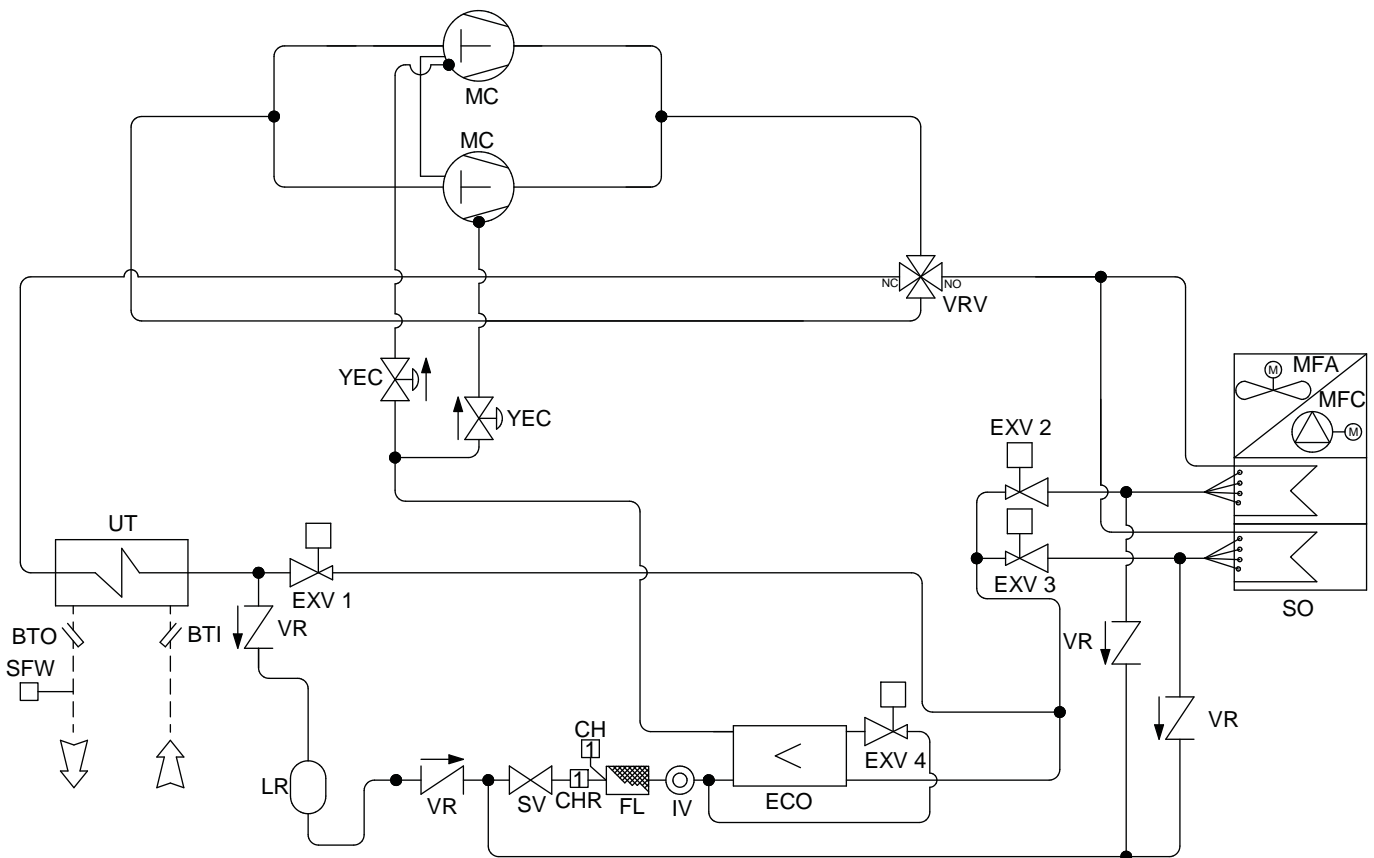 MC
MC
NC
NO
VRV
YEC
YEC
MFA
M
MFC
M
EXV 2
EXV 3
SO
UT
EXV 1
BTO
BTI
VR
SFW
VR
VR
CH
1
EXV 4
LR
VR
SV
1
CHR
FL
IV
ECO